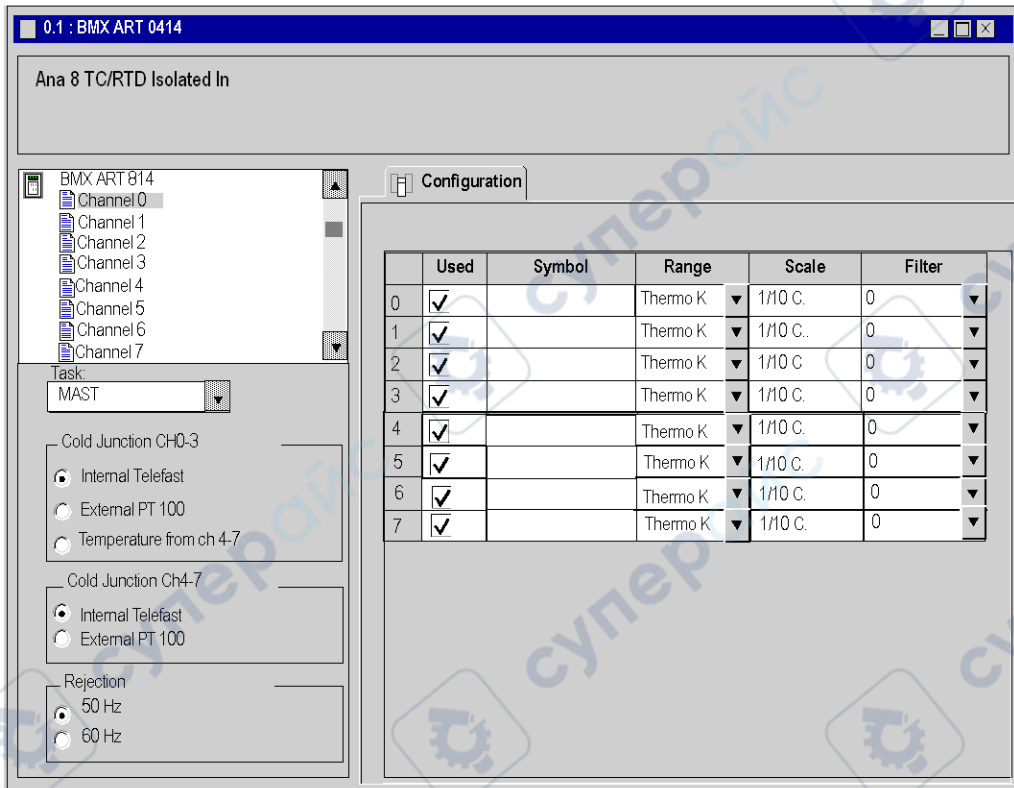 0.1 : BMX ART 0414
Ana 8 TC/RTD Isolated In
BMX ART 814
Channel 0
Channel 1
Channel 2
Channel 3
Channel 4
Channel 5
Channel 6
Channel 7
Task:
MAST
Cold Junction CH0-3
Internal Telefast
External PT 100
Temperature from ch 4-7
Cold Junction Ch4-7
Internal Telefast
External PT 100
Rejection
50 Hz
60 Hz
Configuration
Used Symbol Range Scale Filter
0 Thermo K 1/10 C. 0
1 Thermo K 1/10 C.. 0
2 Thermo K 1/10 C 0
3 Thermo K 1/10 C. 0
4 Thermo K 1/10 C. 0
5 Thermo K 1/10 C. 0
6 Thermo K 1/10 C. 0
7 Thermo K 1/10 C. 0
суперайс
суперайс
суперайс
суперайс